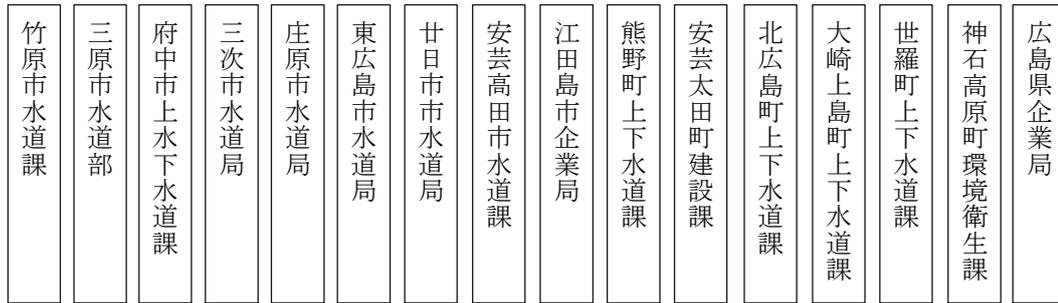 竹原市水道課
三原市水道部
府中市上水下水道課
三次市水道局
庄原市水道局
東広島市水道局
廿日市市水道局
安芸高田市水道課
江田島市企業局
熊野町上下水道課
安芸太田町建設課
北広島町上下水道課
大崎上島町上下水道課
世羅町上下水道課
神石高原町環境衛生課
広島県企業局